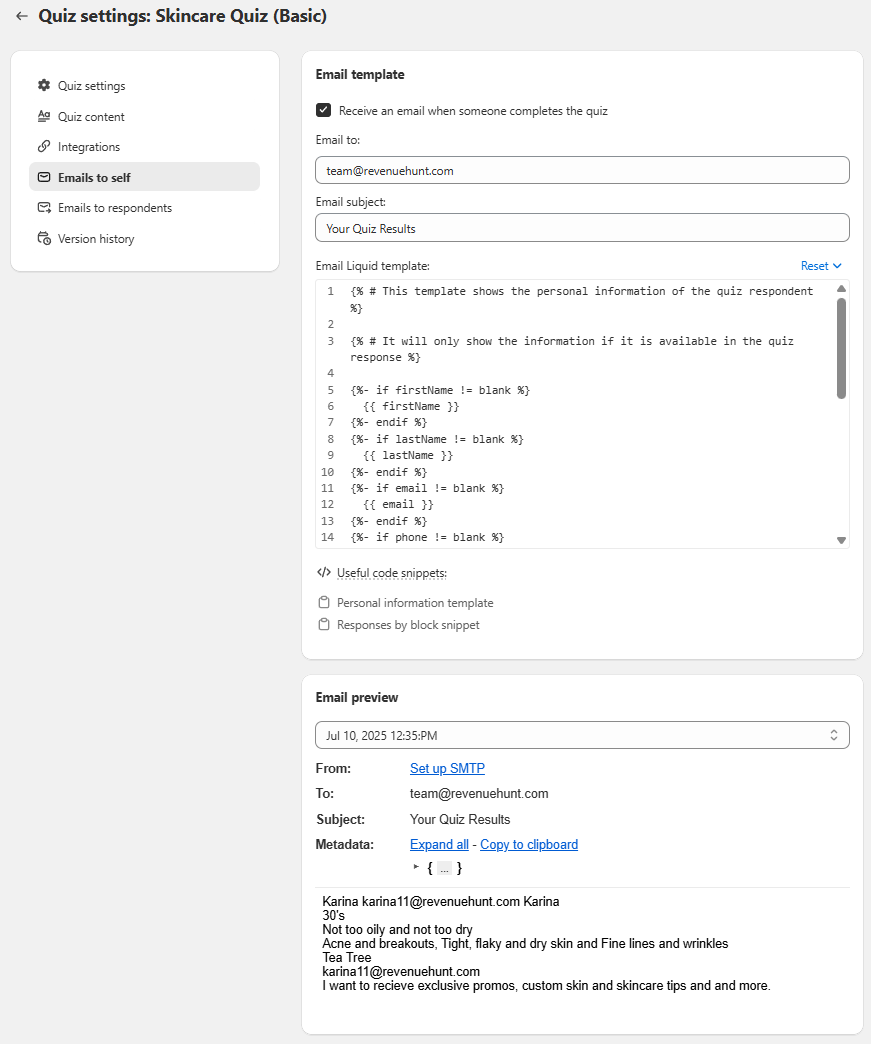 ← Quiz settings: Skincare Quiz (Basic)
Quiz settings
Quiz content
Integrations
Emails to self
Emails to respondents
Version history
Email template
Receive an email when someone completes the quiz
Email to:
team@revenuehunt.com
Email subject:
Your Quiz Results
Email Liquid template:
Reset
1 {% # This template shows the personal information of the quiz respondent
%}
2
3 {% # It will only show the information if it is available in the quiz
response %}
4
5 {%- if firstName != blank %}
6 {{ firstName }}
7 {%- endif %}
8 {%- if lastName != blank %}
9 {{ lastName }}
10 {%- endif %}
11 {%- if email != blank %}
12 {{ email }}
13 {%- endif %}
14 {%- if phone != blank %}
</> Useful code snippets:
Personal information template
Responses by block snippet
Email preview
Jul 10, 2025 12:35:PM
From: Set up SMTP
To: team@revenuehunt.com
Subject: Your Quiz Results
Metadata: Expand all - Copy to clipboard
▸ { ... }
Karina karina11@revenuehunt.com Karina
30's
Not too oily and not too dry
Acne and breakouts, Tight, flaky and dry skin and Fine lines and wrinkles
Tea Tree
karina11@revenuehunt.com
I want to recieve exclusive promos, custom skin and skincare tips and and more.